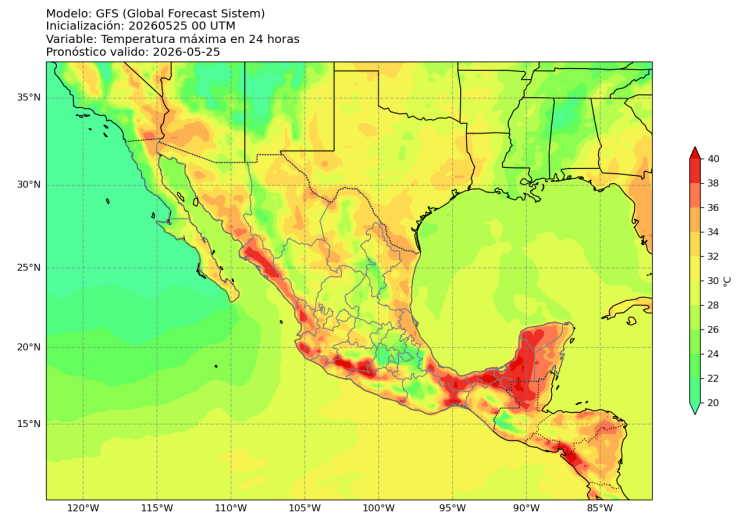 Modelo: GFS (Global Forecast Sistem)
Inicialización: 20260525 00 UTM
Variable: Temperatura máxima en 24 horas
Pronóstico valido: 2026-05-25
35°N
30°N
25°N
20°N
15°N
120°W 115°W 110°W 105°W 100°W 95°W 90°W 85°W
40
38
36
34
32
30
28
26
24
22
20
°C